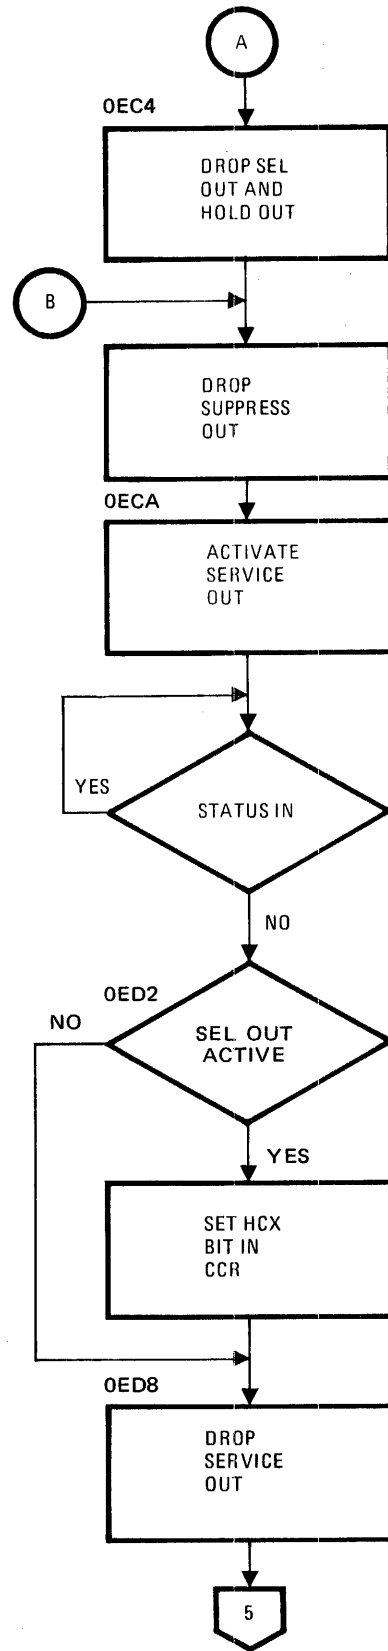 A
0EC4
DROP SEL
OUT AND
HOLD OUT
B
DROP
SUPPRESS
OUT
0ECA
ACTIVATE
SERVICE
OUT
YES
STATUS IN
NO
0ED2
NO
SEL OUT
ACTIVE
YES
SET HCX
BIT IN
CCR
0ED8
DROP
SERVICE
OUT
5